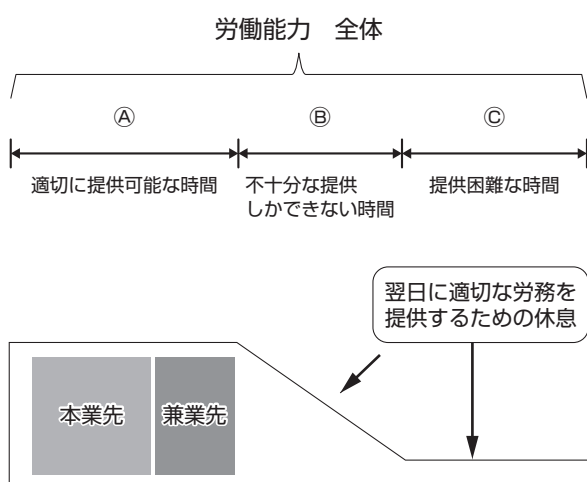 労働能力　全体
Ⓐ
Ⓑ
Ⓒ
適切に提供可能な時間
不十分な提供
しかできない時間
提供困難な時間
翌日に適切な労務を
提供するための休息
本業先
兼業先